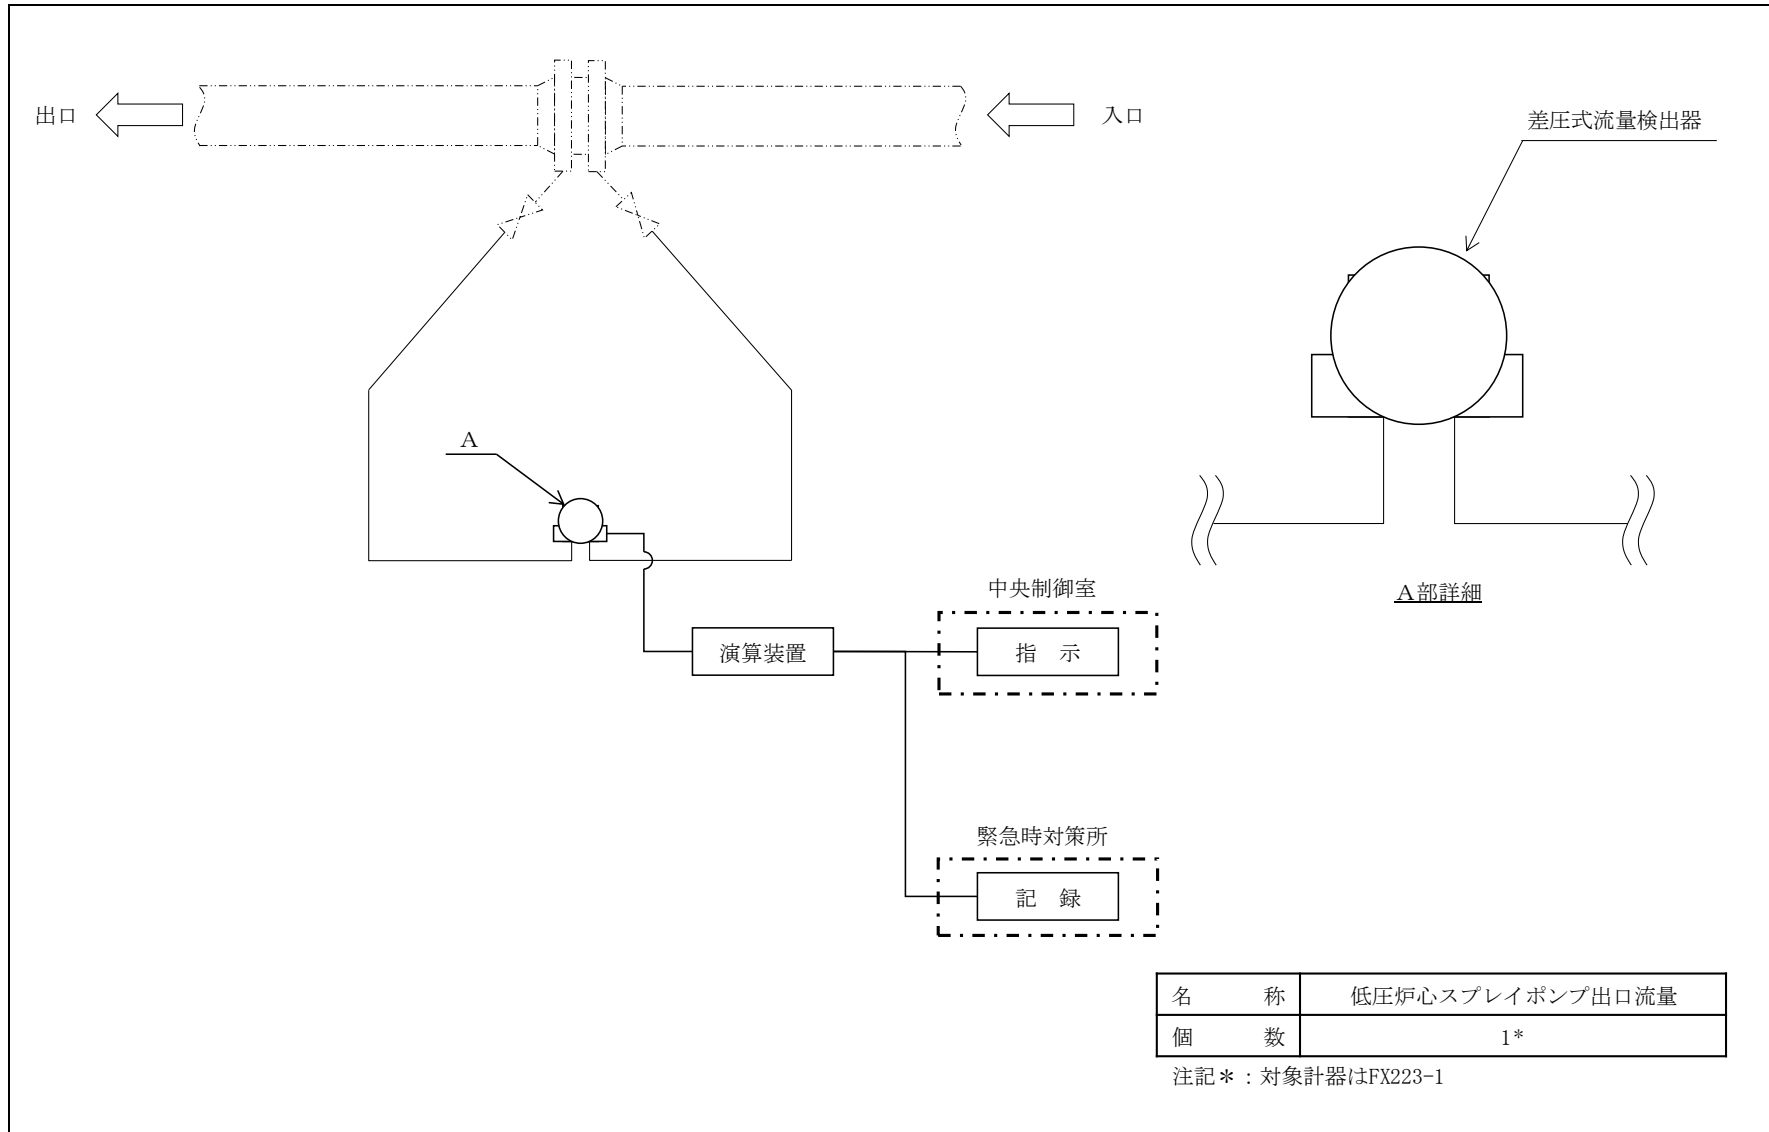 出口
入口
差圧式流量検出器
A
A部詳細
中央制御室
演算装置
指 示
緊急時対策所
記 録
名 称 低圧炉心スプレイポンプ出口流量
個 数 1*
注記*：対象計器はFX223-1